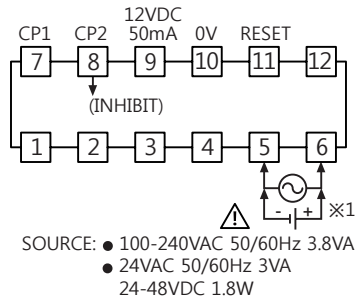 12VDC
CP1 CP2 50mA 0V RESET
7 8 9 10 11 12
(INHIBIT)
1 2 3 4 5 6
- + ※1
SOURCE: ● 100-240VAC 50/60Hz 3.8VA
● 24VAC 50/60Hz 3VA
24-48VDC 1.8W